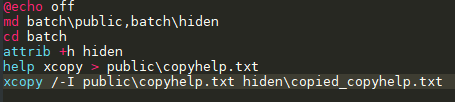 @echo off
md batch\public,batch\hiden
cd batch
attrib +h hiden
help xcopy > public\copyhelp.txt
xcopy /-I public\copyhelp.txt hiden\copied_copyhelp.txt